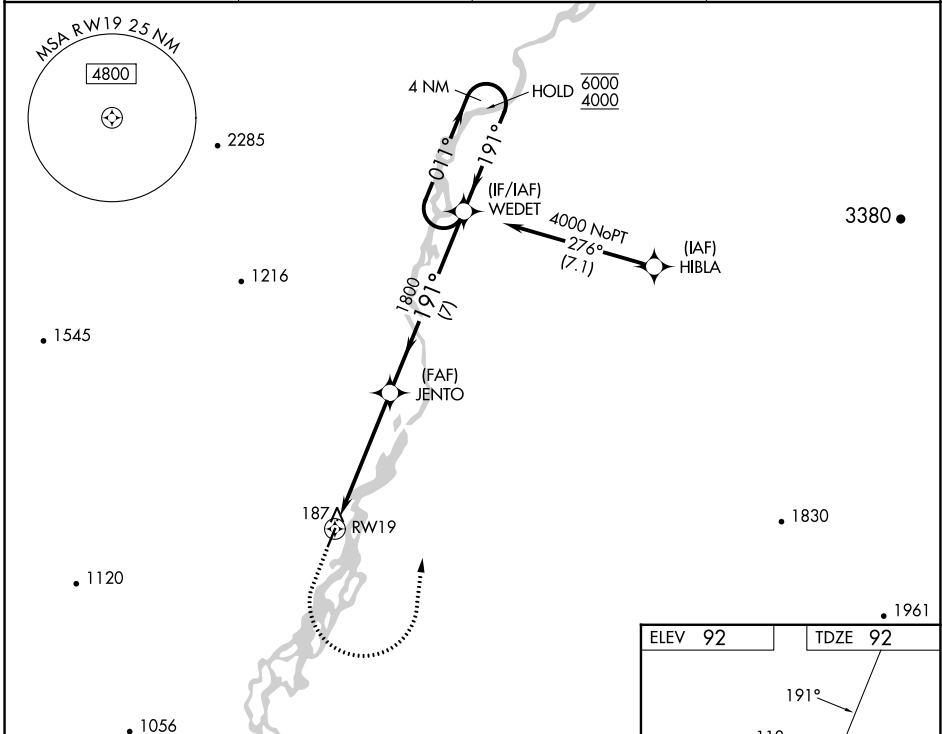 MSA RW19 25 NM
4800
2285
4 NM
HOLD
6000
4000
011°
191°
(IF/IAF)
WEDET
4000 NoPT
276°
(7.1)
(IAF)
HIBLA
3380
1216
1545
1800
191°
(7)
(FAF)
JENTO
187
RW19
1830
1120
1961
1056
ELEV 92
TDZE 92
191°